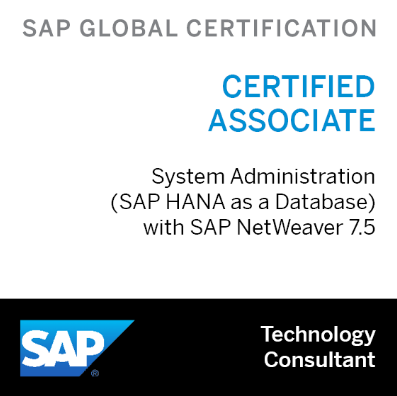 SAP GLOBAL CERTIFICATION
CERTIFIED
ASSOCIATE
System Administration
(SAP HANA as a Database)
with SAP NetWeaver 7.5
SAP®
Technology
Consultant